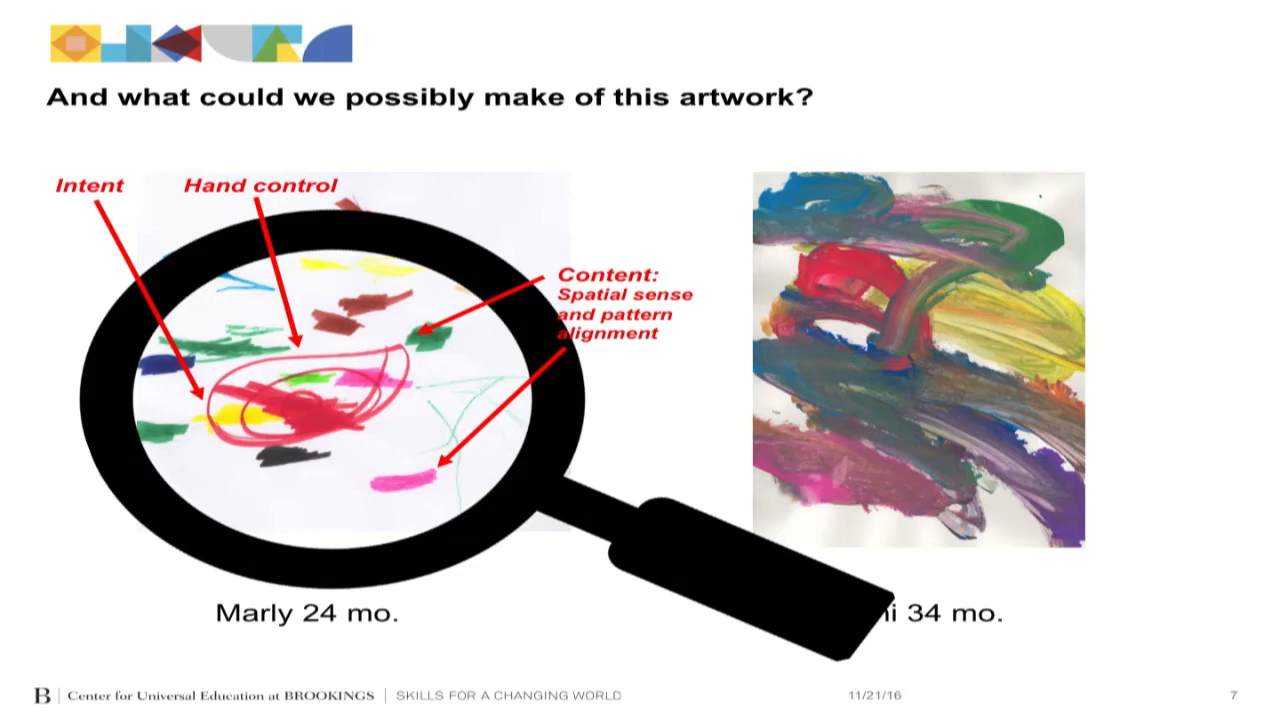 And what could we possibly make of this artwork?
Intent
Hand control
Content:
Spatial sense
and pattern
alignment
Marly 24 mo.
34 mo.
B | Center for Universal Education at BROOKINGS | SKILLS FOR A CHANGING WORLD
11/21/16
7